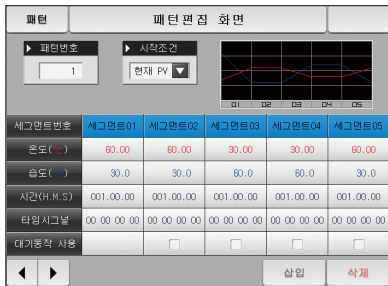 패턴
패턴편집 화면
▶ 패턴번호
1
▶ 시작조건
현재 PV ▼
01 02 03 04 05
세그먼트번호 세그먼트01 세그먼트02 세그먼트03 세그먼트04 세그먼트05
온도(℃) 60.00 60.00 30.00 30.00 60.00
습도(%) 30.0 30.0 60.0 60.0 30.0
시간(H.M.S) 001.00.00 001.00.00 001.00.00 001.00.00 001.00.00
타임시그널 00 00 00 00 00 00 00 00 00 00 00 00 00 00 00 00 00 00 00 00
대기동작 사용
삽입 삭제